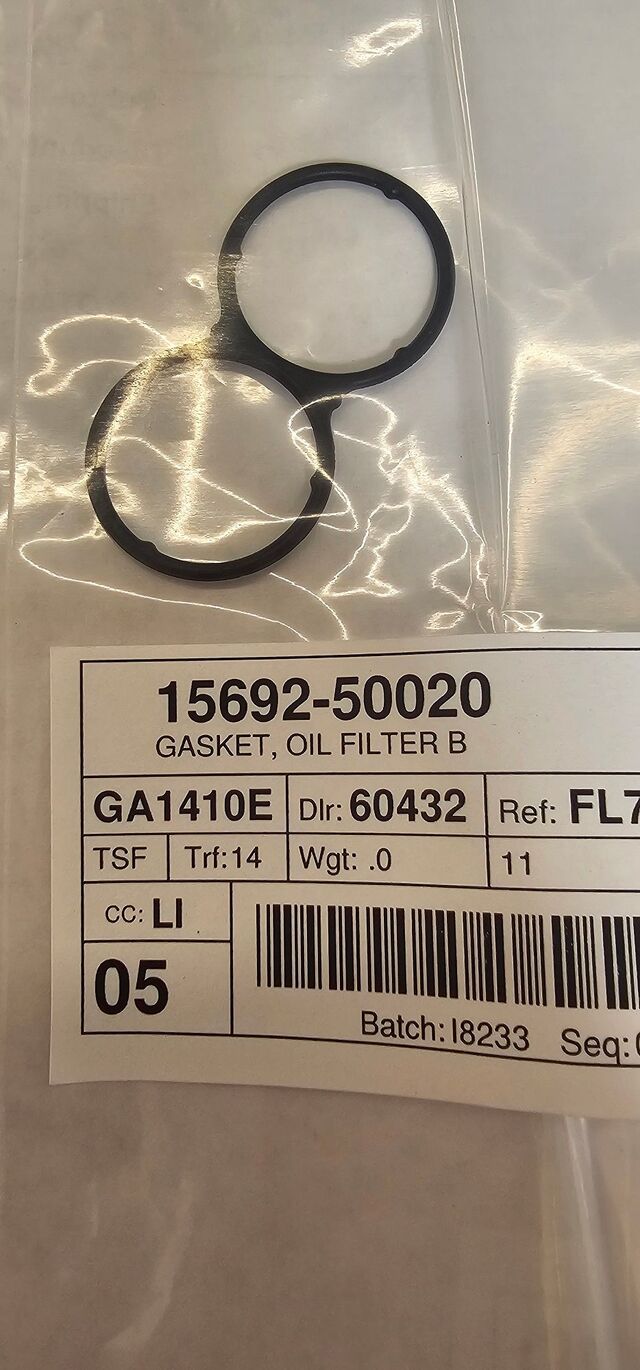 15692-50020
GASKET, OIL FILTER B
GA1410E Dlr: 60432 Ref: FL7
TSF Trf:14 Wgt: .0 11
CC: LI
05
Batch: I8233 Seq: